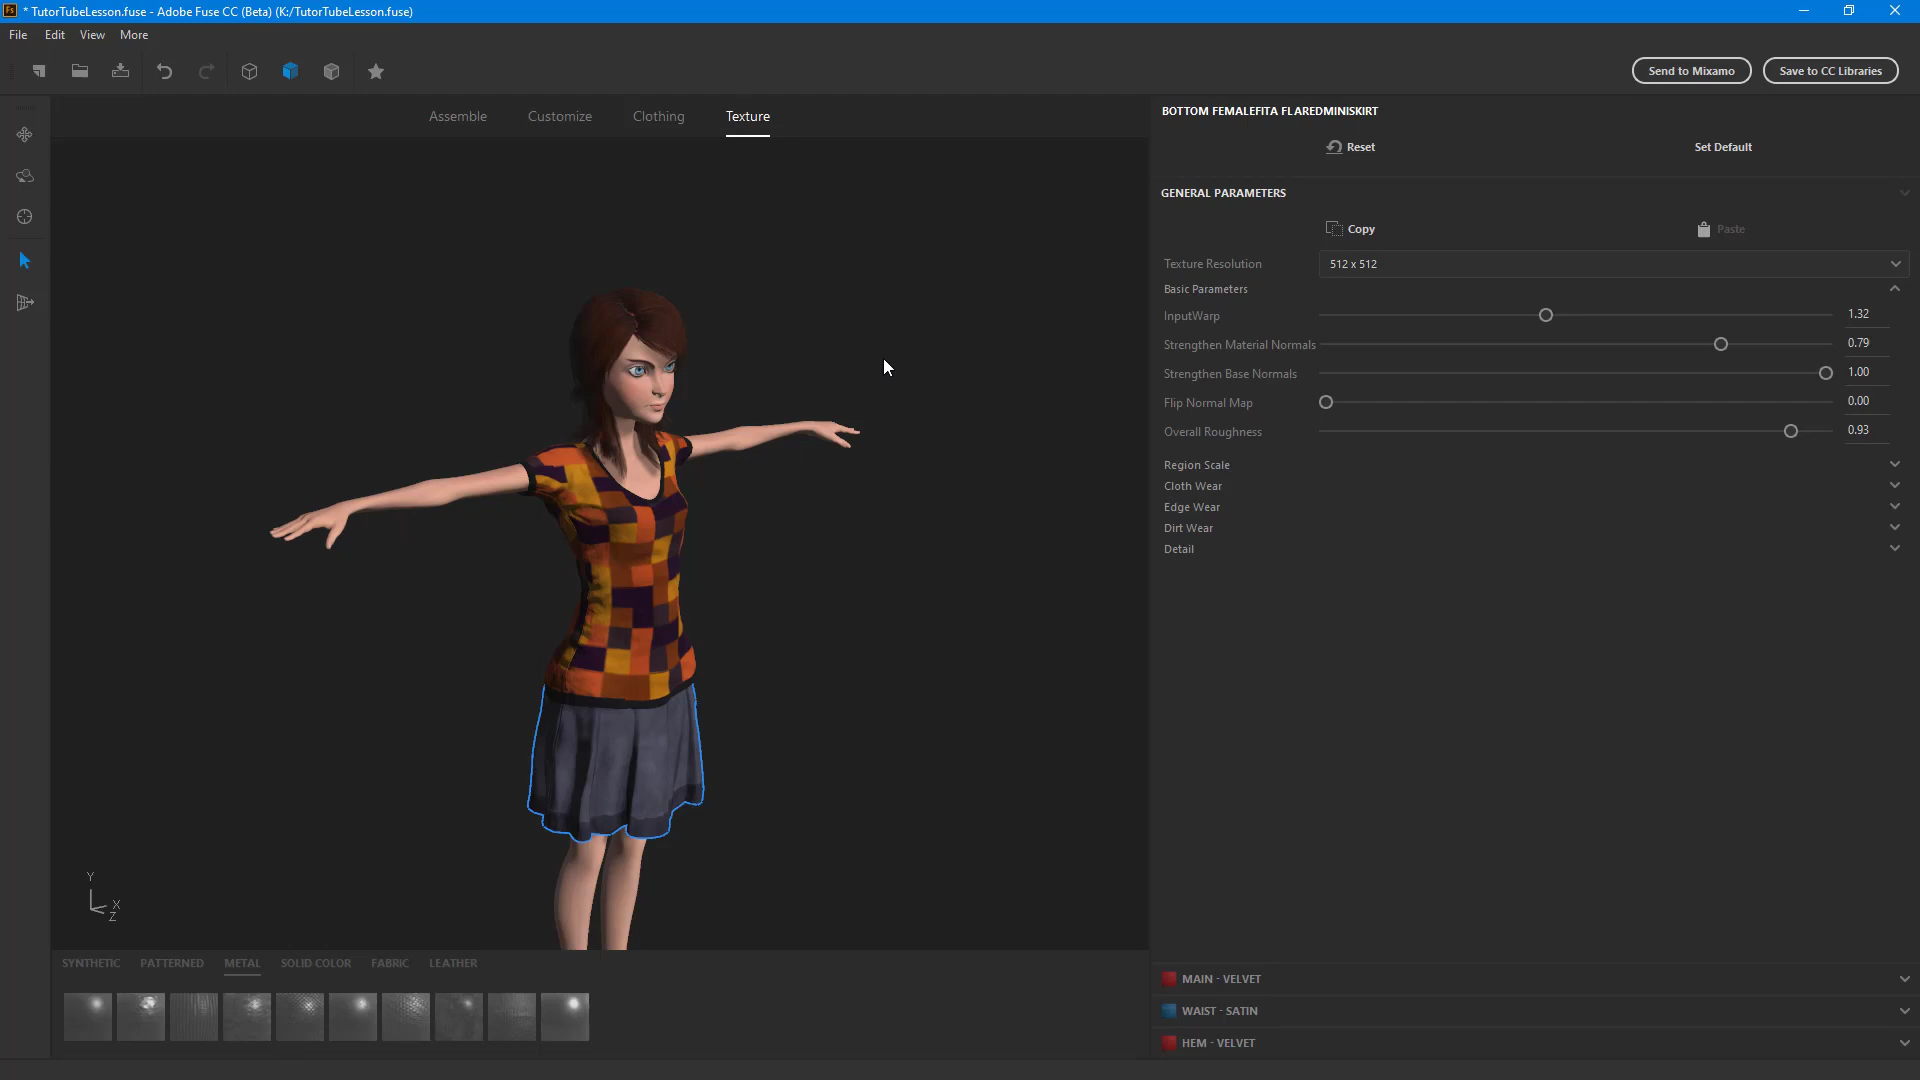 Fs * TutorTubeLesson.fuse - Adobe Fuse CC (Beta) (K:/TutorTubeLesson.fuse)
File Edit View More
Send to Mixamo Save to CC Libraries
Assemble Customize Clothing Texture
BOTTOM FEMALEFITA FLAREDMINISKIRT
Reset Set Default
GENERAL PARAMETERS
Copy Paste
Texture Resolution 512 x 512
Basic Parameters
InputWarp 1.32
Strengthen Material Normals 0.79
Strengthen Base Normals 1.00
Flip Normal Map 0.00
Overall Roughness 0.93
Region Scale
Cloth Wear
Edge Wear
Dirt Wear
Detail
Y
X
Z
SYNTHETIC PATTERNED METAL SOLID COLOR FABRIC LEATHER
MAIN - VELVET
WAIST - SATIN
HEM - VELVET